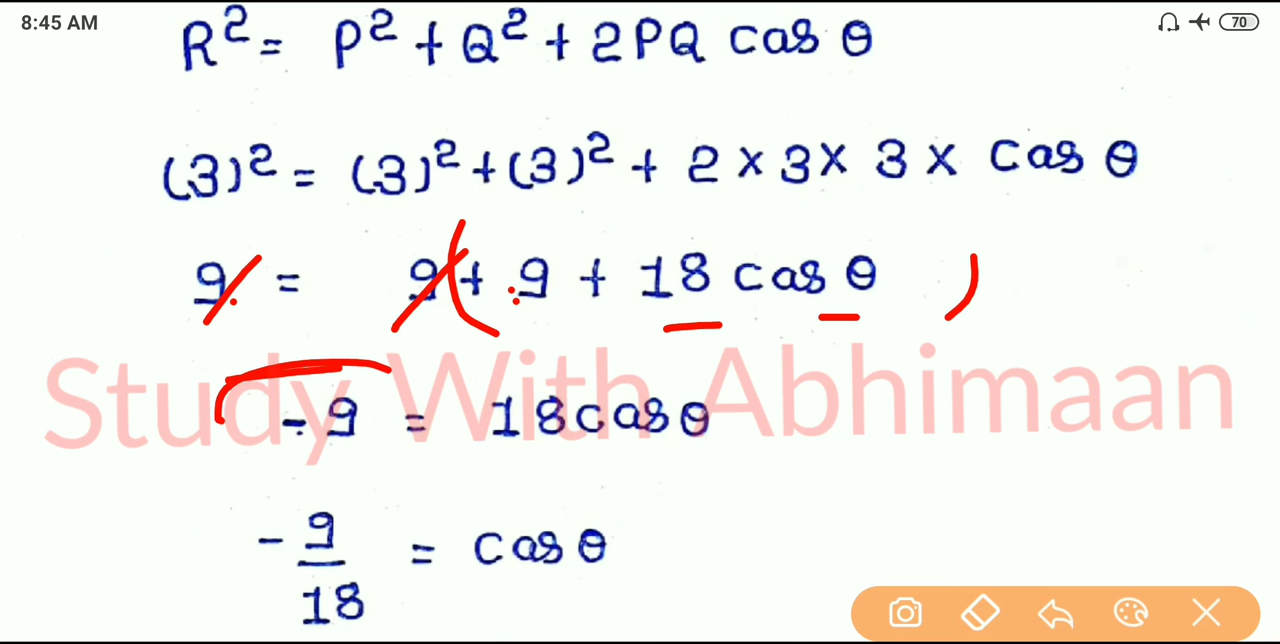 8:45 AM 70
R² = P² + Q² + 2PQ cos θ
(3)² = (3)² + (3)² + 2 × 3 × 3 × cos θ
9 = 9 + 9 + 18 cos θ
Study With Abhimaan
- 9 = 18 cos θ
- 9/18 = cos θ